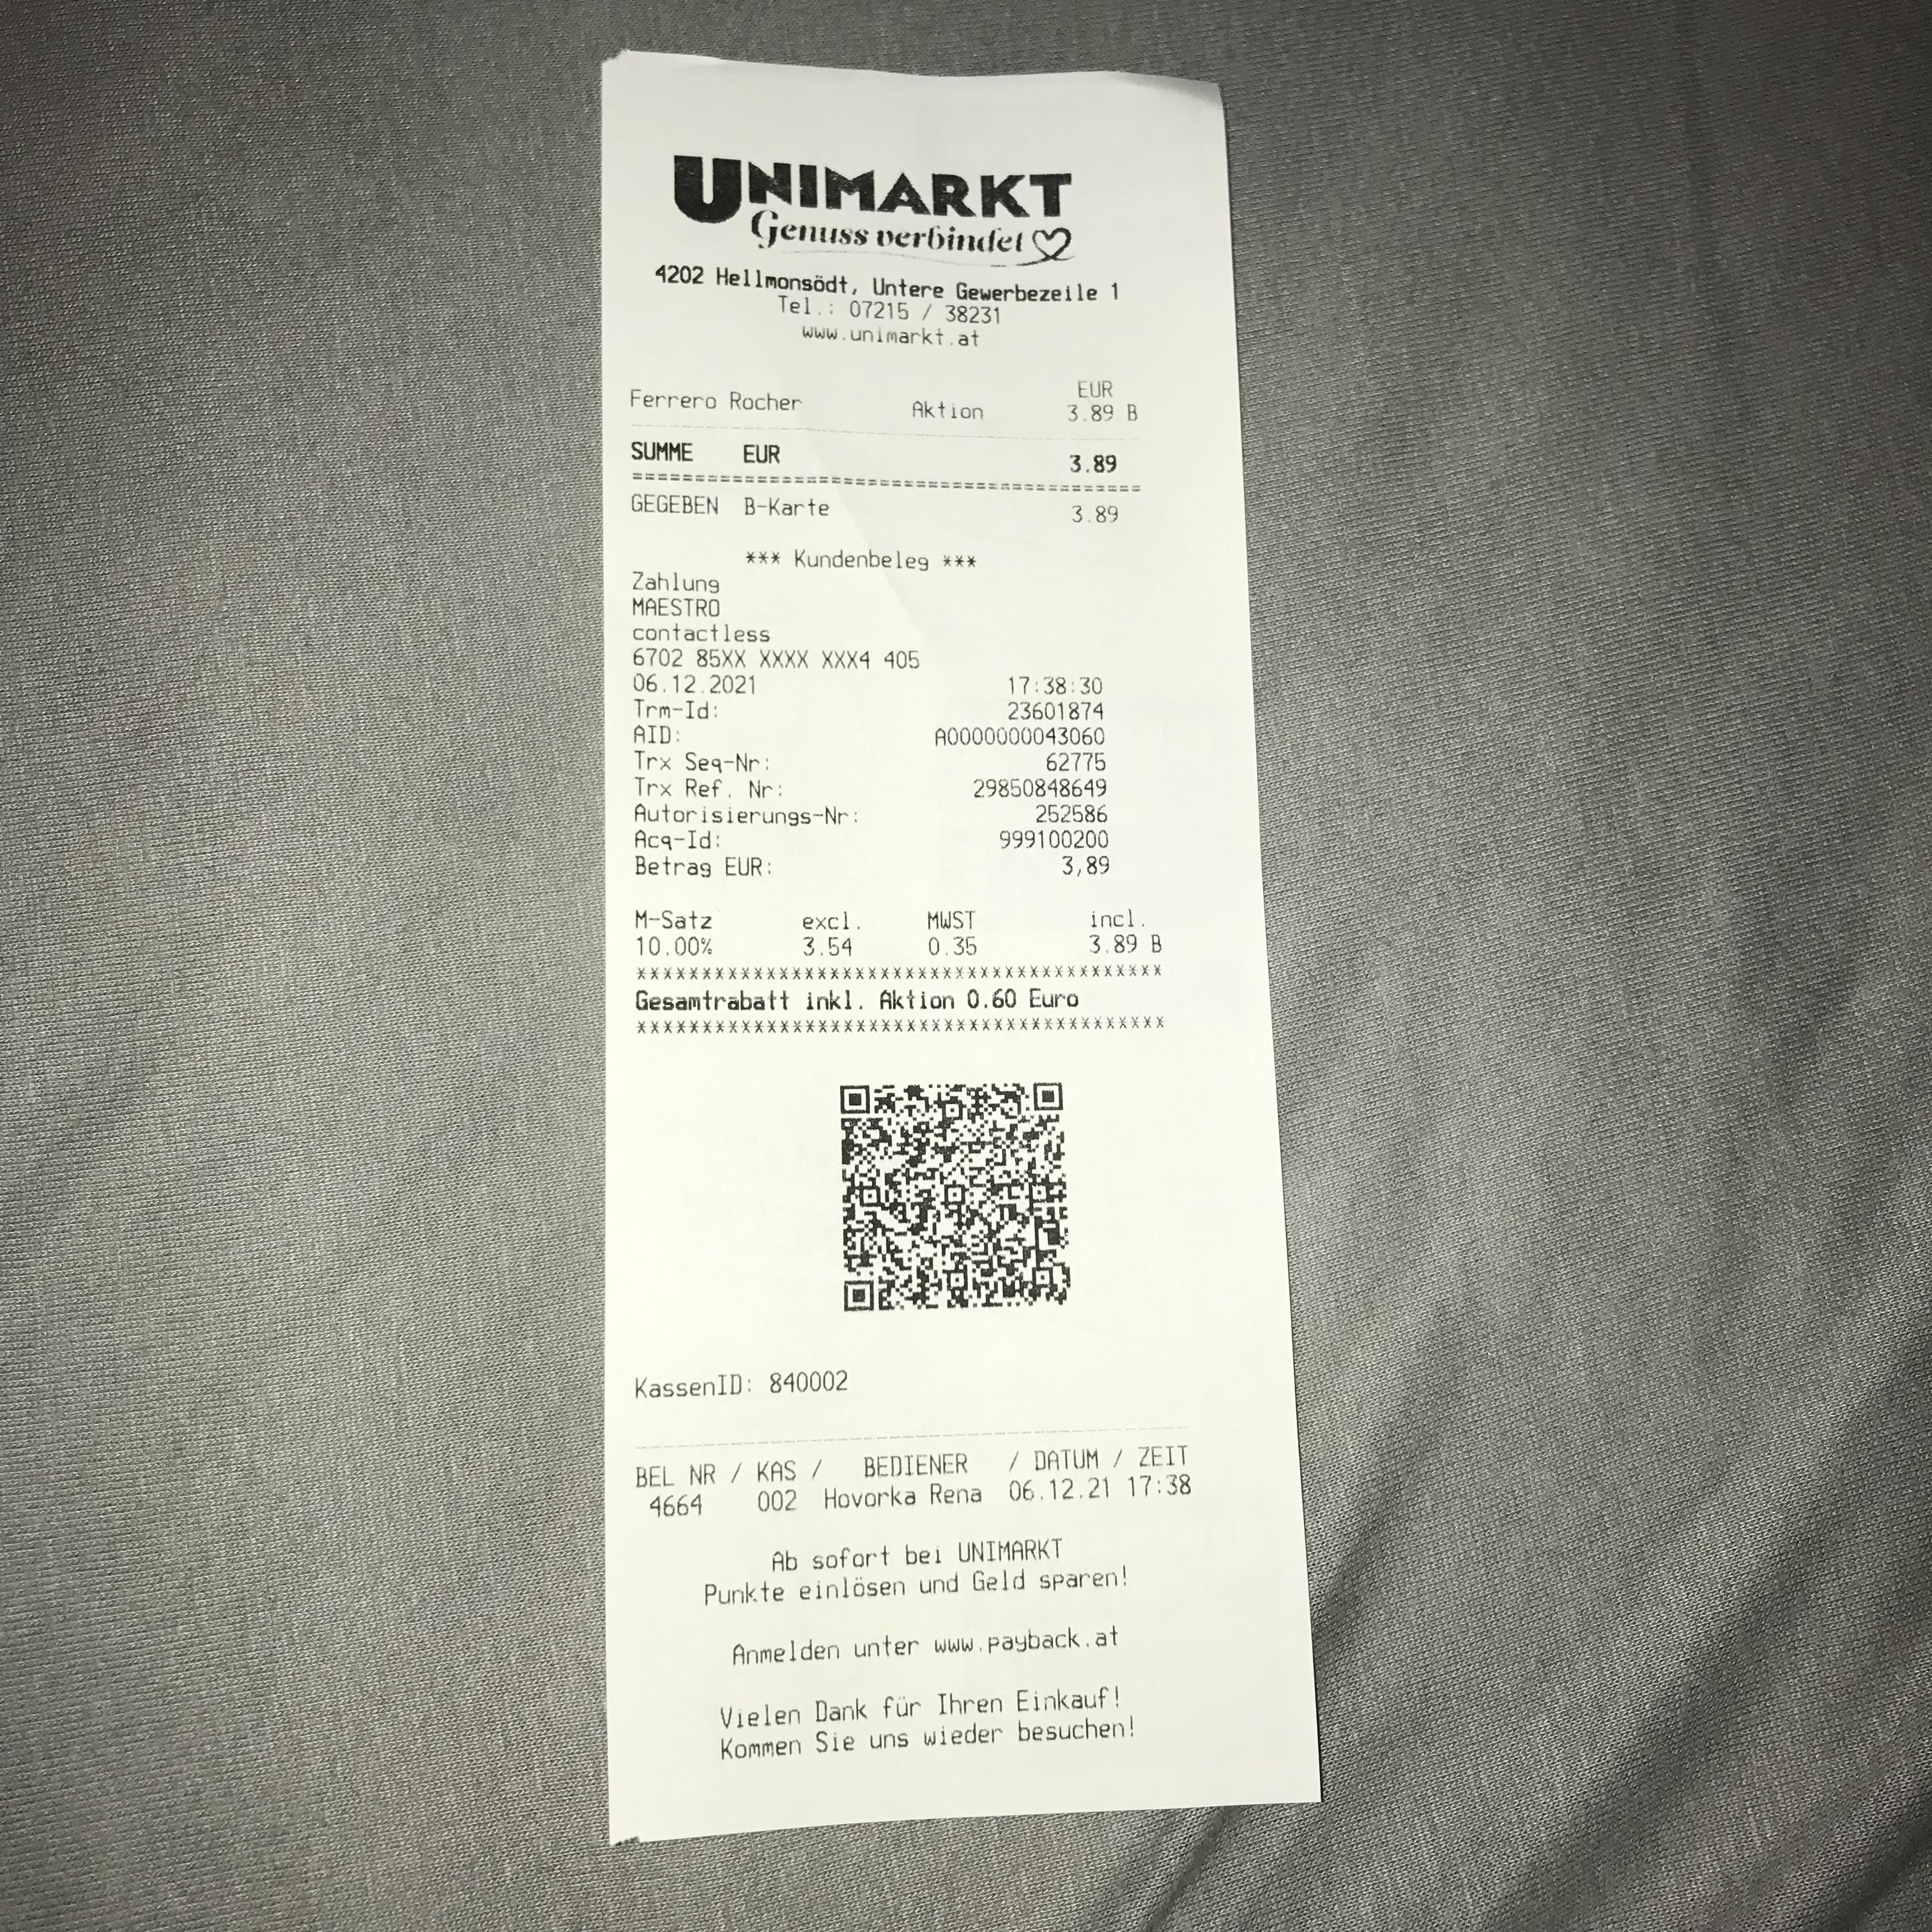 UNIMARKT
Genuss verbindet
4202 Hellmonsödt, Untere Gewerbezeile 1
Tel.: 07215 / 38231
www.unimarkt.at
EUR
Ferrero Rocher Aktion 3.89 B
SUMME EUR 3.89
========================================
GEGEBEN B-Karte 3.89
*** Kundenbeleg ***
Zahlung
MAESTRO
contactless
6702 85XX XXXX XXX4 405
06.12.2021 17:38:30
Trm-Id: 23601874
AID: A0000000043060
Trx Seq-Nr: 62775
Trx Ref. Nr: 29850848649
Autorisierungs-Nr: 252586
Acq-Id: 999100200
Betrag EUR: 3,89
M-Satz excl. MWST incl.
10.00% 3.54 0.35 3.89 B
****************************************
Gesamtrabatt inkl. Aktion 0.60 Euro
****************************************
KassenID: 840002
BEL NR / KAS / BEDIENER / DATUM / ZEIT
4664 002 Hovorka Rena 06.12.21 17:38
Ab sofort bei UNIMARKT
Punkte einlösen und Geld sparen!
Anmelden unter www.payback.at
Vielen Dank für Ihren Einkauf!
Kommen Sie uns wieder besuchen!